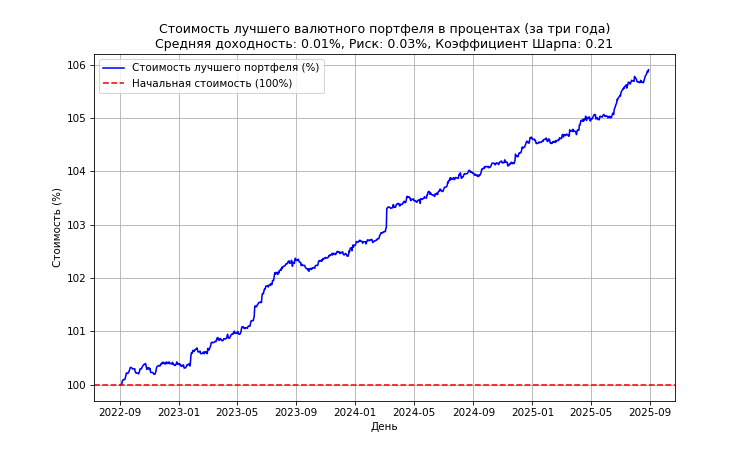 Стоимость лучшего валютного портфеля в процентах (за три года)
Средняя доходность: 0.01%, Риск: 0.03%, Коэффициент Шарпа: 0.21
Стоимость лучшего портфеля (%)
Начальная стоимость (100%)
Стоимость (%)
106
105
104
103
102
101
100
2022-09 2023-01 2023-05 2023-09 2024-01 2024-05 2024-09 2025-01 2025-05 2025-09
День